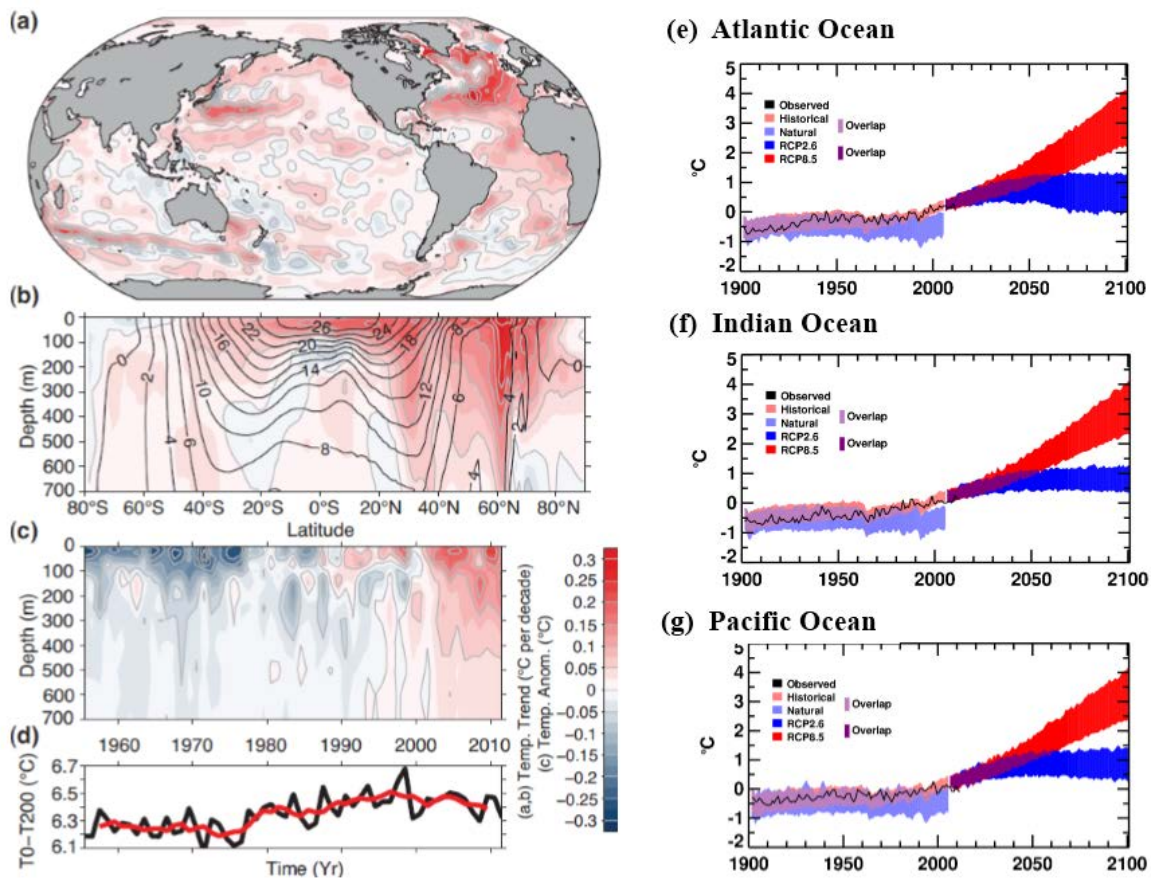 (a)
(b)
0
100
200
300
400
500
600
700
Depth (m)
0
2
4
6
10
16
22
26
20
14
8
24
18
12
8
6
4
4
2
0
80°S
60°S
40°S
20°S
0°S
20°N
40°N
60°N
80°N
Latitude
(c)
0
100
200
300
400
500
600
700
Depth (m)
1960
1970
1980
1990
2000
2010
0.3
0.25
0.2
0.15
0.1
0.05
0
−0.05
−0.1
−0.15
−0.2
−0.25
−0.3
(a,b) Temp. Trend (°C per decade)
(c) Temp. Anom. (°C)
(d)
T0−T200 (°C)
6.7
6.5
6.3
6.1
Time (Yr)
(e) Atlantic Ocean
5
4
3
2
1
0
-1
-2
°C
Observed
Historical
Natural
RCP2.6
RCP8.5
Overlap
Overlap
1900
1950
2000
2050
2100
(f) Indian Ocean
5
4
3
2
1
0
-1
-2
°C
Observed
Historical
Natural
RCP2.6
RCP8.5
Overlap
Overlap
1900
1950
2000
2050
2100
(g) Pacific Ocean
5
4
3
2
1
0
-1
-2
°C
Observed
Historical
Natural
RCP2.6
RCP8.5
Overlap
Overlap
1900
1950
2000
2050
2100